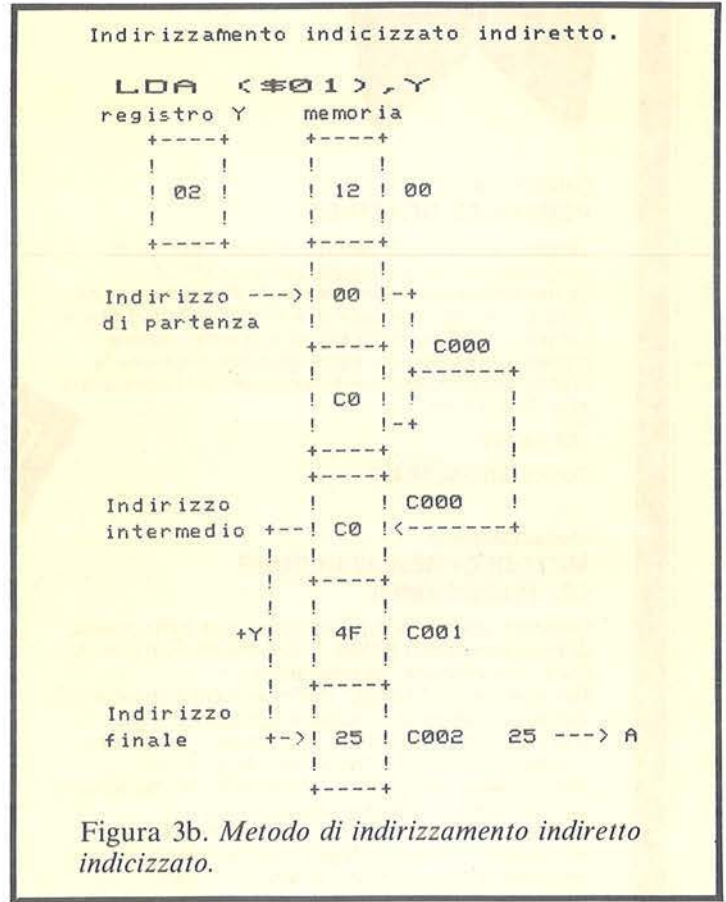 Indirizzamento indicizzato indiretto.
LDA ($01),Y
registro Y memoria
+----+ +----+
! ! ! !
! 02 ! ! 12 ! 00
! ! ! !
+----+ +----+
! !
Indirizzo --->! 00 !-+
di partenza ! ! !
+----+ ! C000
! ! +------+
! C0 ! ! !
! !-+ !
+----+ !
+----+ !
Indirizzo ! ! C000 !
intermedio +--! C0 !<-------+
! ! !
! +----+
! ! !
+Y! ! 4F ! C001
! ! !
! +----+
Indirizzo ! ! !
finale +->! 25 ! C002 25 ---> A
! !
+----+
Figura 3b. Metodo di indirizzamento indiretto
indicizzato.